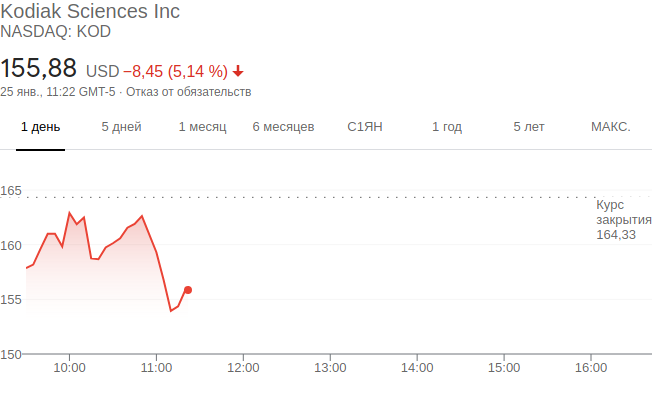 Kodiak Sciences Inc
NASDAQ: KOD
155,88 USD −8,45 (5,14 %)
25 янв., 11:22 GMT-5 · Отказ от обязательств
1 день 5 дней 1 месяц 6 месяцев С1ЯН 1 год 5 лет МАКС.
165
Курс
закрытия
164,33
160
155
150
10:00 11:00 12:00 13:00 14:00 15:00 16:00